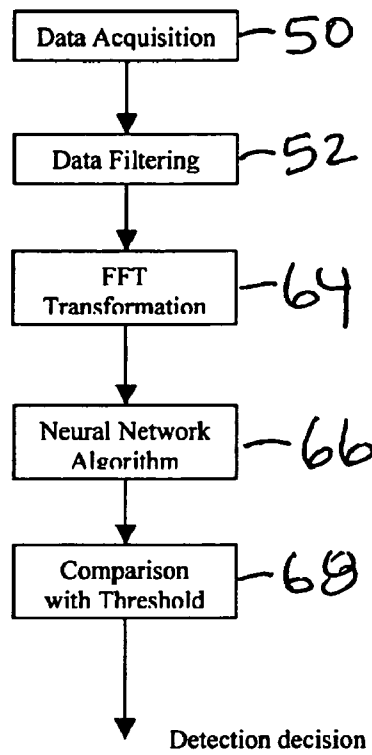 Data Acquisition 50
Data Filtering 52
FFT
Transformation 64
Neural Network
Algorithm 66
Comparison
with Threshold 68
Detection decision